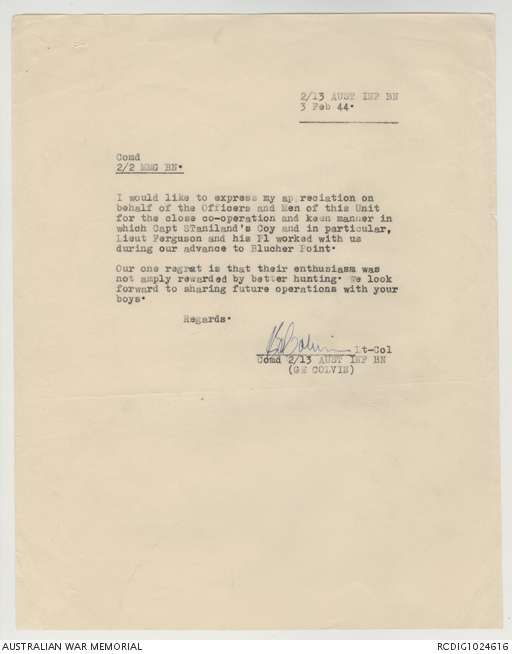 2/13 AUST INF BN
3 Feb 44.
Comd
2/2 MMG BN.
I would like to express my appreciation on
behalf of the Officers and Men of this Unit
for the close co-operation and keen manner in
which Capt STaniland's Coy and in particular,
Lieut Ferguson and his Pl worked with us
during our advance to Blucher Point.
Our one regrat is that their enthusiasm was
not amply rewarded by better hunting. We look
forward to sharing future operations with your
boys.
Regards.
GEColvin Lt-Col
Comd 2/13 AUST INF BN
(GE COLVIN)
AUSTRALIAN WAR MEMORIAL
RCDIG1024616